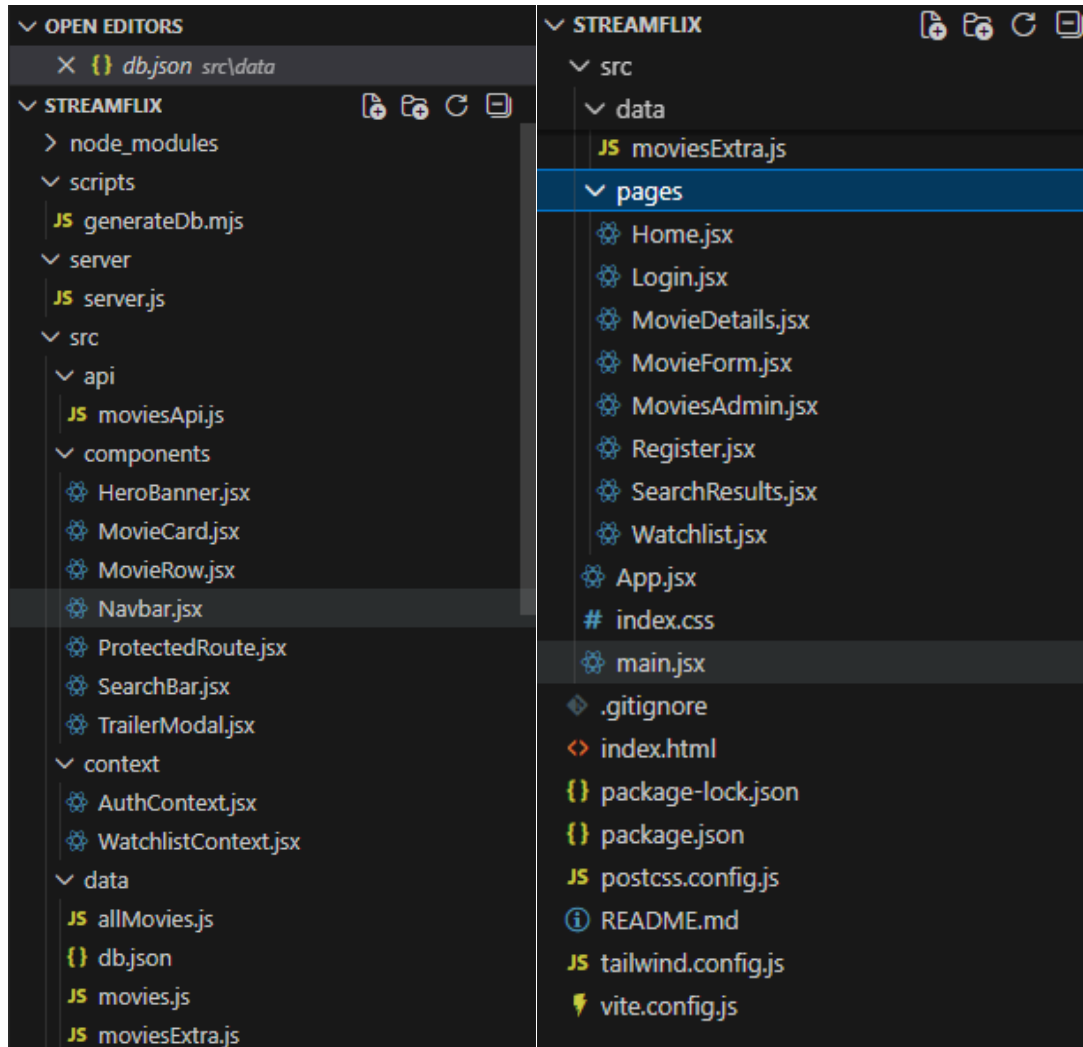 OPEN EDITORS
{} db.json src\data
STREAMFLIX
node_modules
scripts
JS generateDb.mjs
server
JS server.js
src
api
JS moviesApi.js
components
HeroBanner.jsx
MovieCard.jsx
MovieRow.jsx
Navbar.jsx
ProtectedRoute.jsx
SearchBar.jsx
TrailerModal.jsx
context
AuthContext.jsx
WatchlistContext.jsx
data
JS allMovies.js
{} db.json
JS movies.js
JS moviesExtra.js
STREAMFLIX
src
data
JS moviesExtra.js
pages
Home.jsx
Login.jsx
MovieDetails.jsx
MovieForm.jsx
MoviesAdmin.jsx
Register.jsx
SearchResults.jsx
Watchlist.jsx
App.jsx
# index.css
main.jsx
.gitignore
<> index.html
{} package-lock.json
{} package.json
JS postcss.config.js
README.md
JS tailwind.config.js
vite.config.js